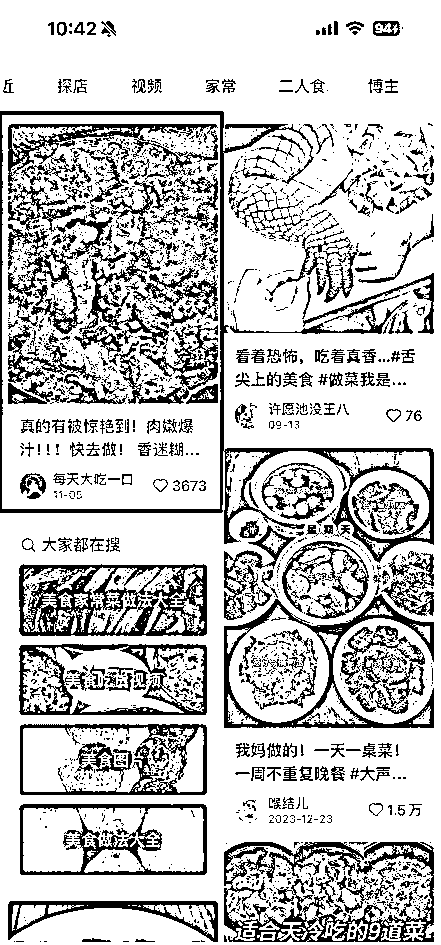 10:42
94
丘
探店
视频
家常
二人食
博主
真的有被惊艳到！肉嫩爆
汁！！！快去做！ 香迷糊...
每天大吃一口
11-05
3673
看着恐怖，吃着真香...#舌
尖上的美食 #做菜我是...
许愿池没王八
09-13
76
大家都在搜
美食家常菜做法大全
美食吃播视频
美食图片
美食做法大全
星期天
我妈做的！一天一桌菜！
一周不重复晚餐 #大声...
喉结儿
2023-12-23
1.5万
适合天冷吃的9道菜